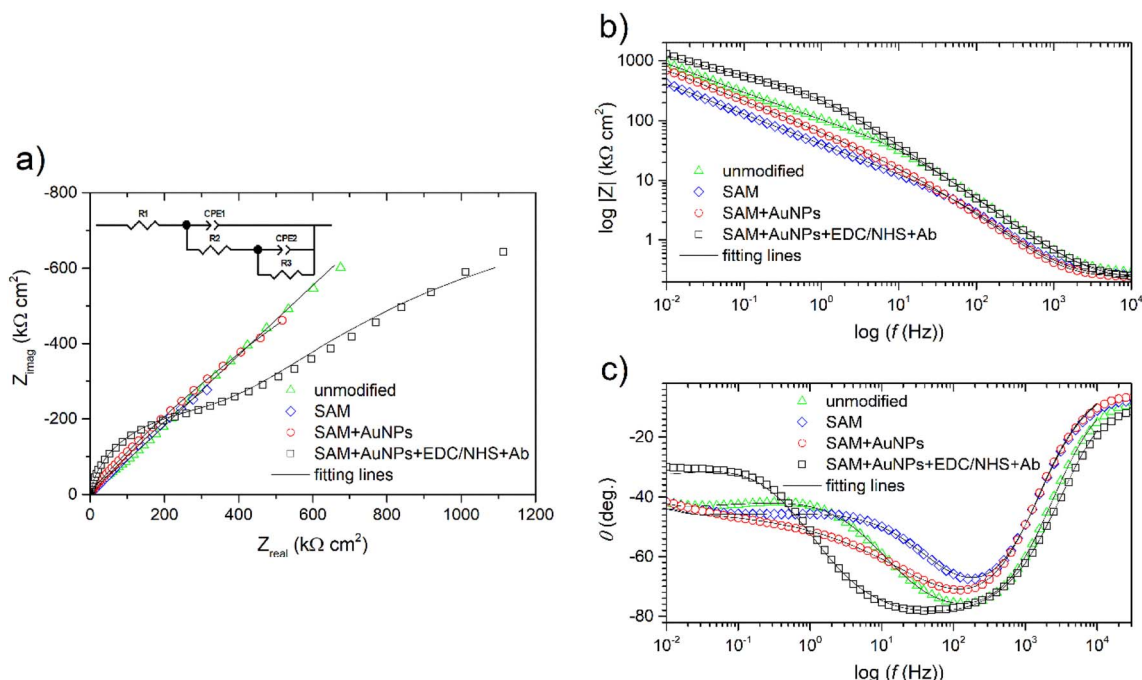 a)
Z_imag (kΩ cm²)
-800
-600
-400
-200
0
R1
CPE1
R2
CPE2
R3
unmodified
SAM
SAM+AuNPs
SAM+AuNPs+EDC/NHS+Ab
fitting lines
0 200 400 600 800 1000 1200
Z_real (kΩ cm²)
b)
log |Z| (kΩ cm²)
1000
100
10
1
unmodified
SAM
SAM+AuNPs
SAM+AuNPs+EDC/NHS+Ab
fitting lines
10⁻² 10⁻¹ 10⁰ 10¹ 10² 10³ 10⁴
log (f (Hz))
c)
θ (deg.)
-20
-40
-60
-80
unmodified
SAM
SAM+AuNPs
SAM+AuNPs+EDC/NHS+Ab
fitting lines
10⁻² 10⁻¹ 10⁰ 10¹ 10² 10³ 10⁴
log (f (Hz))